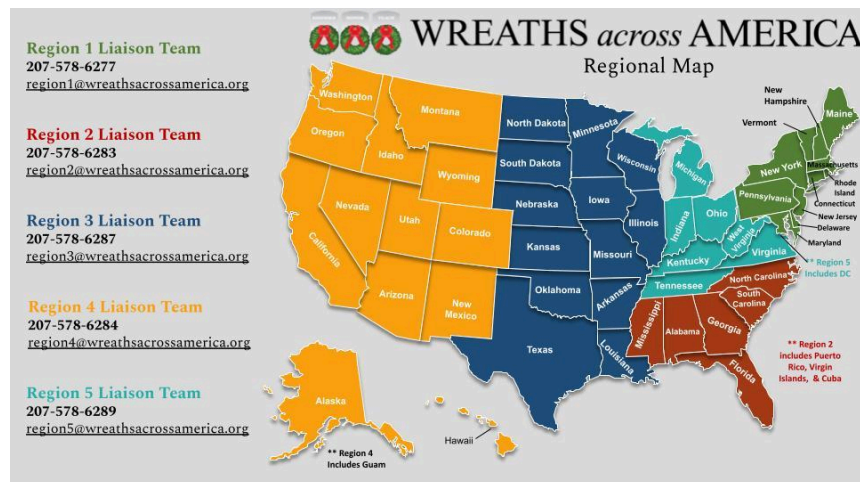 WREATHS across AMERICA
Regional Map
Region 1 Liaison Team
207-578-6277
region1@wreathsacrossamerica.org
Region 2 Liaison Team
207-578-6283
region2@wreathsacrossamerica.org
Region 3 Liaison Team
207-578-6287
region3@wreathsacrossamerica.org
Region 4 Liaison Team
207-578-6284
region4@wreathsacrossamerica.org
Region 5 Liaison Team
207-578-6289
region5@wreathsacrossamerica.org
Washington
Oregon
California
Nevada
Idaho
Montana
Wyoming
Utah
Colorado
Arizona
New
Mexico
Alaska
** Region 4
Includes Guam
Hawaii
North Dakota
South Dakota
Nebraska
Kansas
Oklahoma
Texas
Minnesota
Iowa
Missouri
Arkansas
Louisiana
Wisconsin
Illinois
Michigan
Indiana
Ohio
West
Virginia
Kentucky
Virginia
Tennessee
** Region 5
Includes DC
North Carolina
South
Carolina
Mississippi
Alabama
Georgia
Florida
** Region 2
includes Puerto
Rico, Virgin
Islands, & Cuba
New
Hampshire
Vermont
Maine
New York
Massachusetts
Rhode
Island
Connecticut
Pennsylvania
New Jersey
Delaware
Maryland